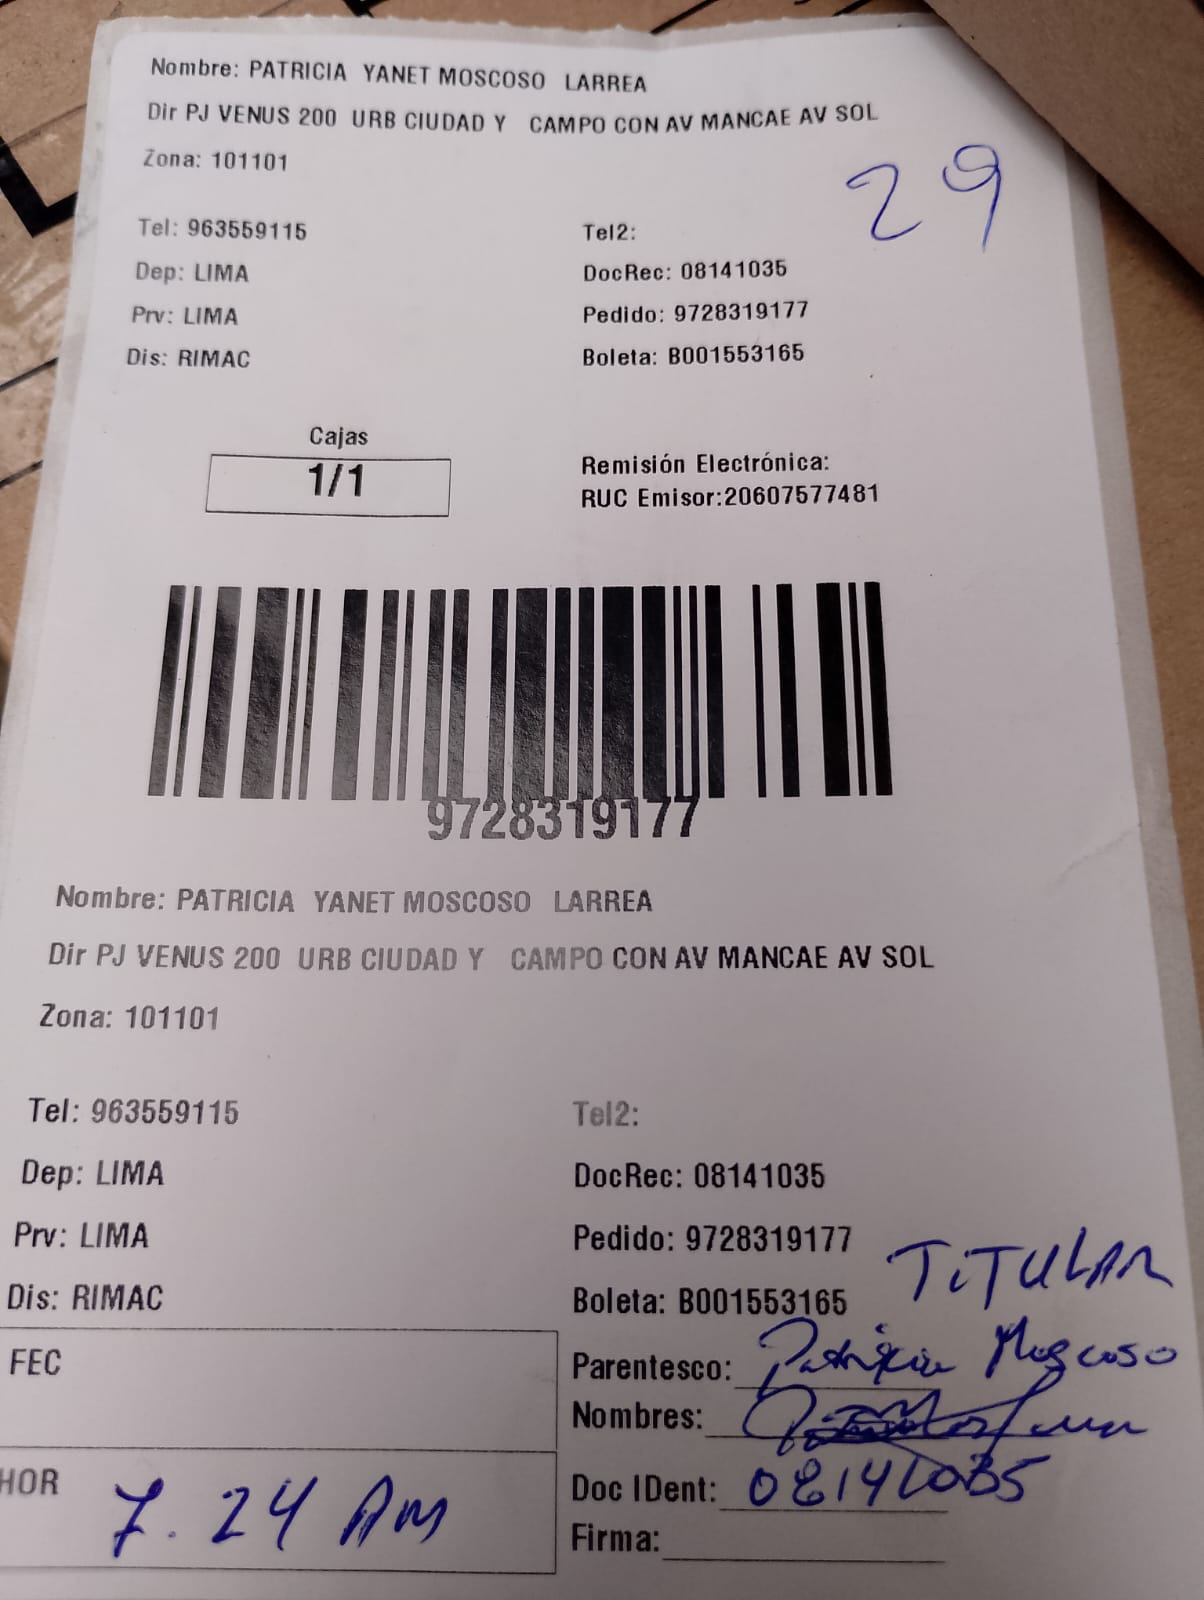 Nombre: PATRICIA YANET MOSCOSO LARREA
Dir PJ VENUS 200 URB CIUDAD Y CAMPO CON AV MANCAE AV SOL
Zona: 101101
29
Tel: 963559115 Tel2:
Dep: LIMA DocRec: 08141035
Prv: LIMA Pedido: 9728319177
Dis: RIMAC Boleta: B001553165
Cajas
1/1
Remisión Electrónica:
RUC Emisor:20607577481
9728319177
Nombre: PATRICIA YANET MOSCOSO LARREA
Dir PJ VENUS 200 URB CIUDAD Y CAMPO CON AV MANCAE AV SOL
Zona: 101101
Tel: 963559115 Tel2:
Dep: LIMA DocRec: 08141035
Prv: LIMA Pedido: 9728319177
Dis: RIMAC Boleta: B001553165
TITULAR
FEC
Parentesco: Patricia Moscoso
Nombres:
HOR 7.24 AM
Doc IDent: 08141035
Firma: